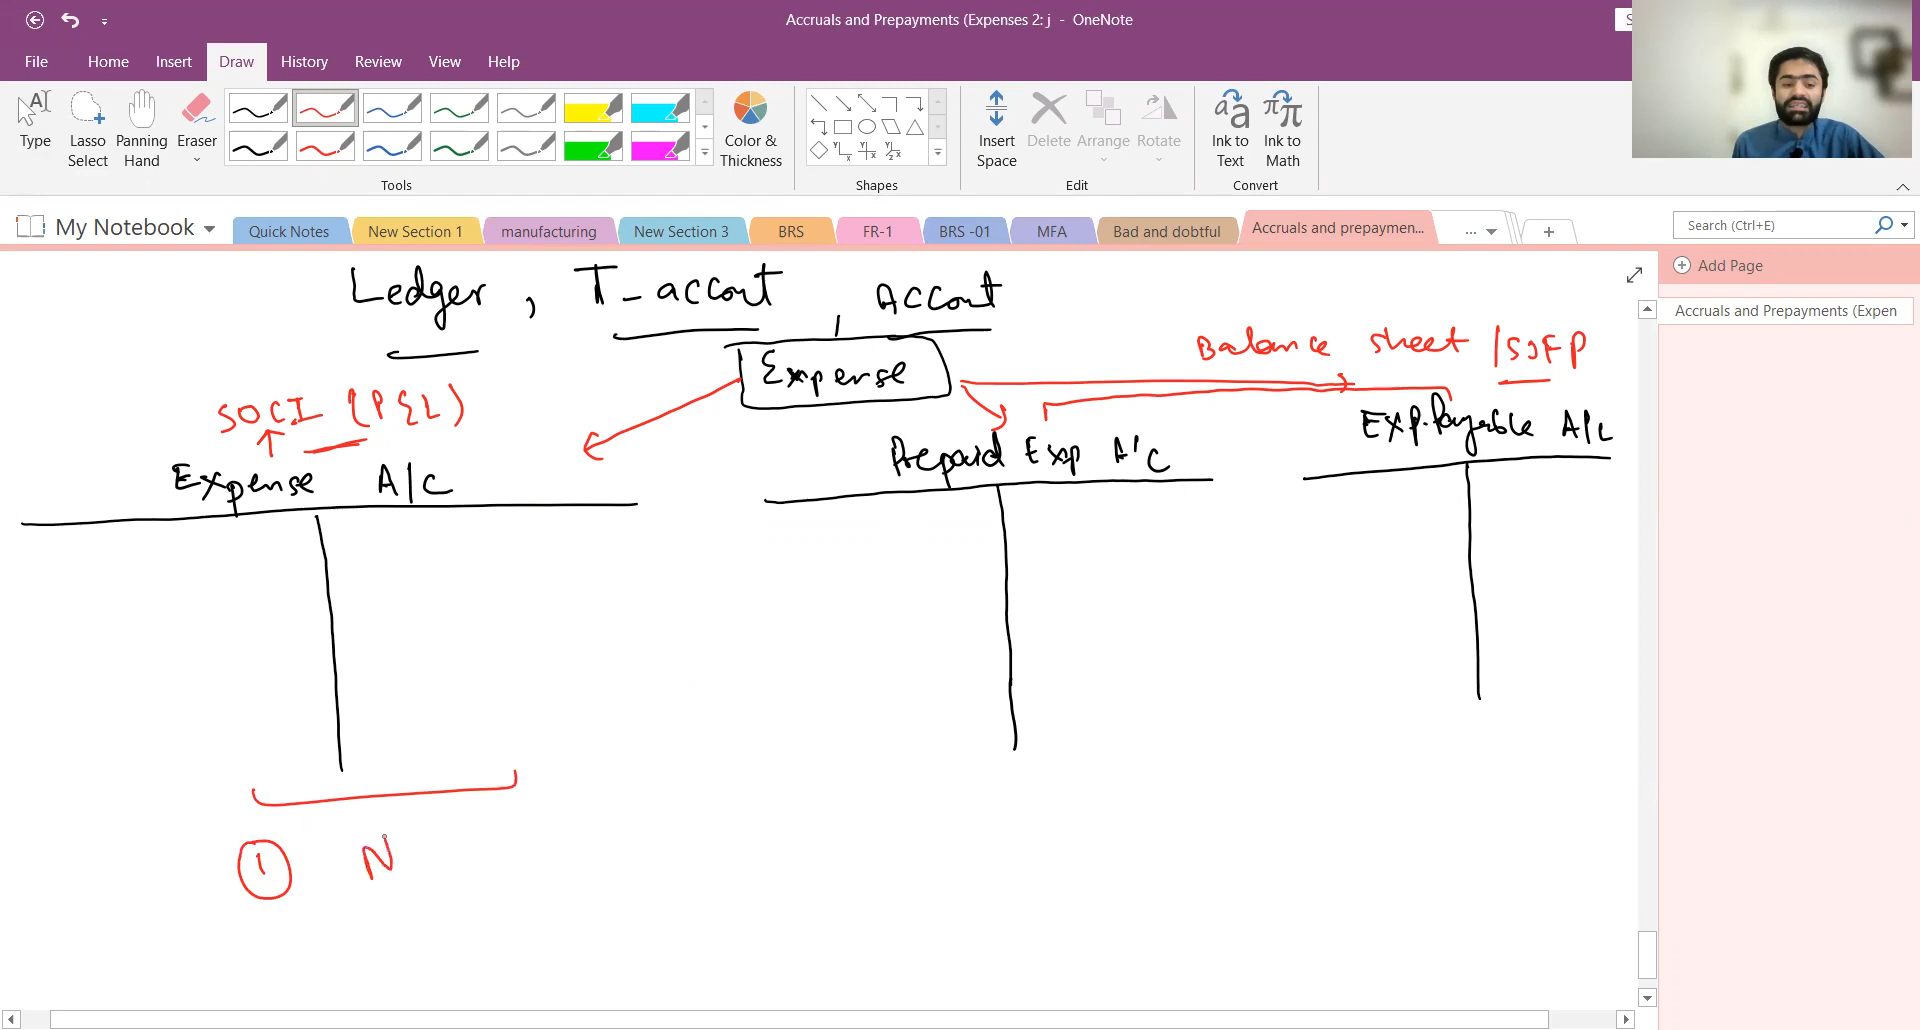 Accruals and Prepayments (Expenses 2: j - OneNote
File Home Insert Draw History Review View Help
Type
Lasso Select
Panning Hand
Eraser
Color & Thickness
Insert Space
Delete
Arrange
Rotate
Ink to Text
Ink to Math
Tools
Shapes
Edit
Convert
My Notebook
Quick Notes
New Section 1
manufacturing
New Section 3
BRS
FR-1
BRS -01
MFA
Bad and doubtful
Accruals and prepaymen...
...
Search (Ctrl+E)
Add Page
Accruals and Prepayments (Expen
Ledger , T-accout , Accout
Expense
Balance sheet / SOFP
SOCI (P&L)
Expense A/C
Prepaid Exp A/C
Exp. Payable A/C
1 N